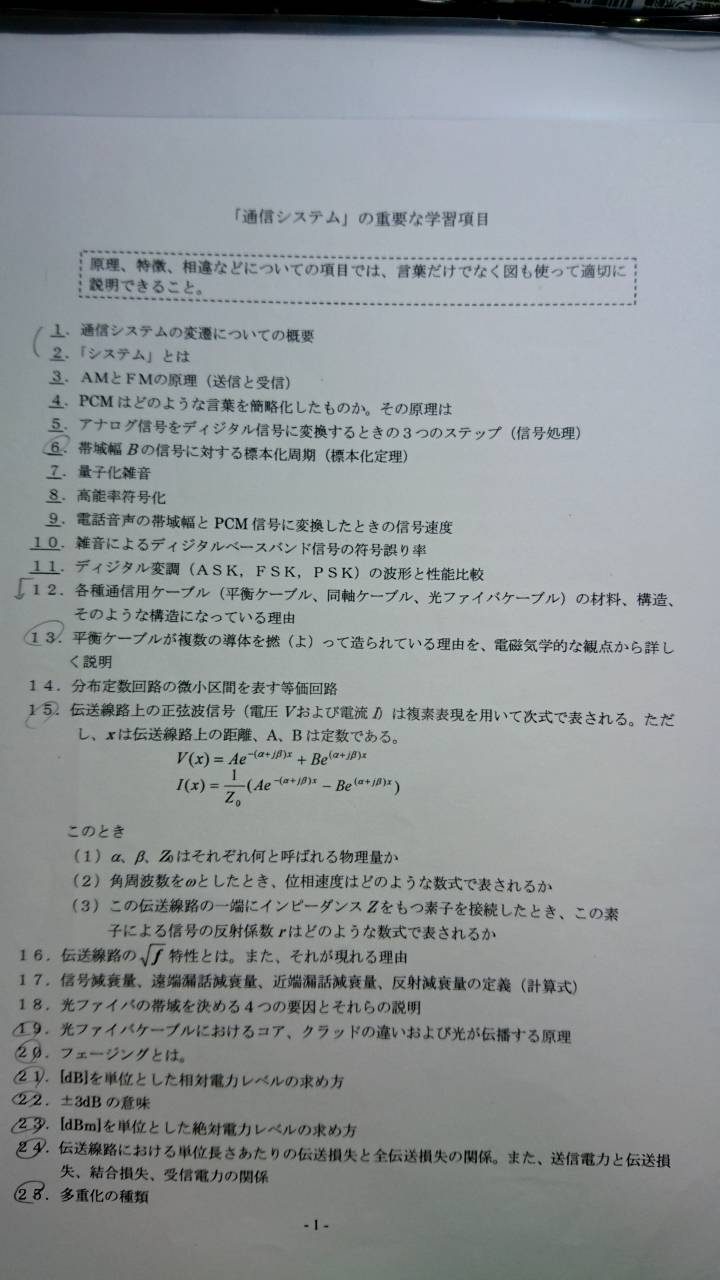 「通信システム」の重要な学習項目
原理、特徴、相違などについての項目では、言葉だけでなく図も使って適切に
説明できること。
１．通信システムの変遷についての概要
２．「システム」とは
３．ＡＭとＦＭの原理（送信と受信）
４．PCM はどのような言葉を簡略化したものか。その原理は
５．アナログ信号をディジタル信号に変換するときの３つのステップ（信号処理）
６．帯域幅 B の信号に対する標本化周期（標本化定理）
７．量子化雑音
８．高能率符号化
９．電話音声の帯域幅と PCM 信号に変換したときの信号速度
１０．雑音によるディジタルベースバンド信号の符号誤り率
１１．ディジタル変調（ＡＳＫ，ＦＳＫ，ＰＳＫ）の波形と性能比較
１２．各種通信用ケーブル（平衡ケーブル、同軸ケーブル、光ファイバケーブル）の材料、構造、
そのような構造になっている理由
１３．平衡ケーブルが複数の導体を撚（よ）って造られている理由を、電磁気学的な観点から詳し
く説明
１４．分布定数回路の微小区間を表す等価回路
１５．伝送線路上の正弦波信号（電圧 V および電流 I）は複素表現を用いて次式で表される。ただ
し、x は伝送線路上の距離、A、B は定数である。
V(x) = Ae^{-(α+jβ)x} + Be^{(α+jβ)x}
I(x) = \frac{1}{Z_0}(Ae^{-(α+jβ)x} − Be^{(α+jβ)x})
このとき
（１）α、β、Z₀はそれぞれ何と呼ばれる物理量か
（２）角周波数をωとしたとき、位相速度はどのような数式で表されるか
（３）この伝送線路の一端にインピーダンス Z をもつ素子を接続したとき、この素
子による信号の反射係数 r はどのような数式で表されるか
１６．伝送線路の√f 特性とは。また、それが現れる理由
１７．信号減衰量、遠端漏話減衰量、近端漏話減衰量、反射減衰量の定義（計算式）
１８．光ファイバの帯域を決める４つの要因とそれらの説明
１９．光ファイバケーブルにおけるコア、クラッドの違いおよび光が伝播する原理
２０．フェージングとは。
２１．[dB]を単位とした相対電力レベルの求め方
２２．±3dB の意味
２３．[dBm]を単位とした絶対電力レベルの求め方
２４．伝送線路における単位長さあたりの伝送損失と全伝送損失の関係。また、送信電力と伝送損
失、結合損失、受信電力の関係
２５．多重化の種類
- 1 -